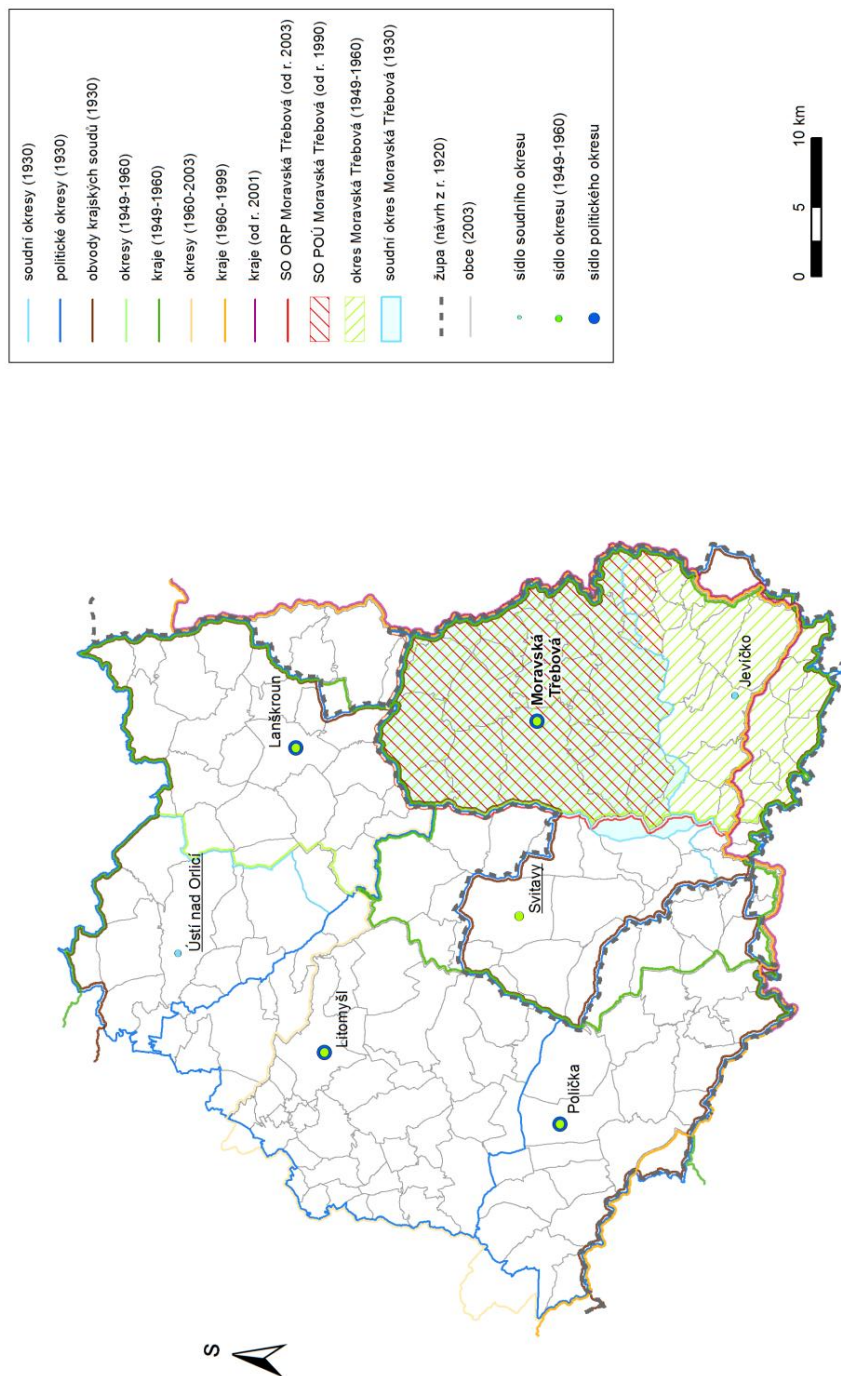 S
Ústí nad Orlicí
Lanškroun
Litomyšl
Svitavy
Moravská
Třebová
Polička
Jevíčko
soudní okresy (1930)
politické okresy (1930)
obvody krajských soudů (1930)
okresy (1949-1960)
kraje (1949-1960)
okresy (1960-2003)
kraje (1960-1999)
kraje (od r. 2001)
SO ORP Moravská Třebová (od r. 2003)
SO POÚ Moravská Třebová (od r. 1990)
okres Moravská Třebová (1949-1960)
soudní okres Moravská Třebová (1930)
župa (návrh z r. 1920)
obce (2003)
sídlo soudního okresu
sídlo okresu (1949-1960)
sídlo politického okresu
0 5 10 km